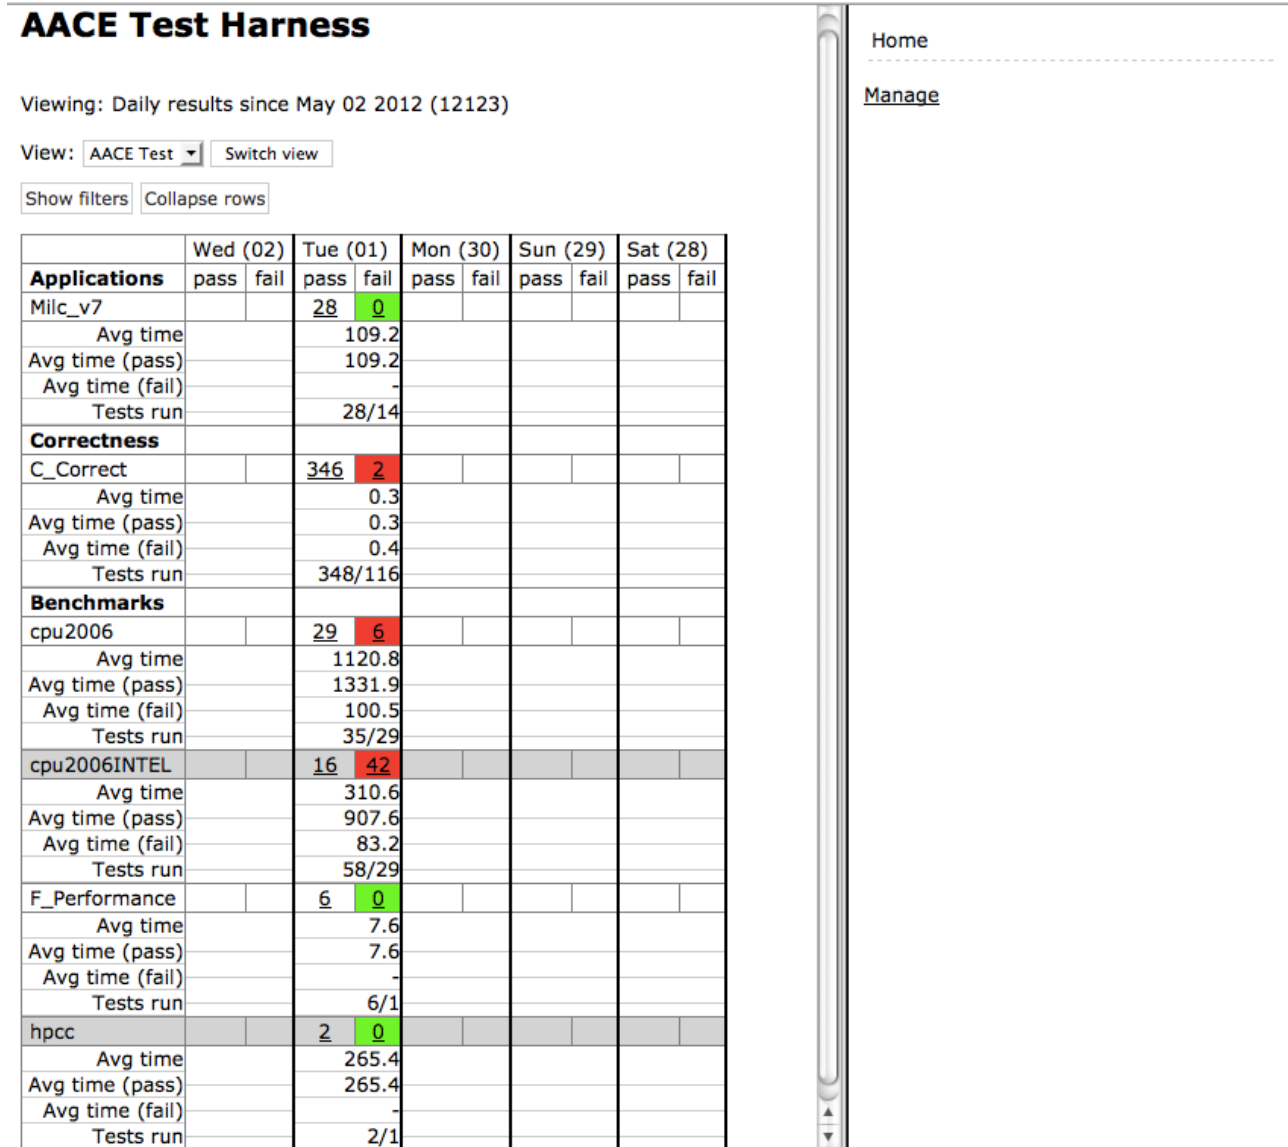 AACE Test Harness
Home
Manage
Viewing: Daily results since May 02 2012 (12123)
View: AACE Test Switch view
Show filters Collapse rows
Wed (02) Tue (01) Mon (30) Sun (29) Sat (28)
Applications pass fail pass fail pass fail pass fail pass fail
Milc_v7 28 0
Avg time 109.2
Avg time (pass) 109.2
Avg time (fail) -
Tests run 28/14
Correctness
C_Correct 346 2
Avg time 0.3
Avg time (pass) 0.3
Avg time (fail) 0.4
Tests run 348/116
Benchmarks
cpu2006 29 6
Avg time 1120.8
Avg time (pass) 1331.9
Avg time (fail) 100.5
Tests run 35/29
cpu2006INTEL 16 42
Avg time 310.6
Avg time (pass) 907.6
Avg time (fail) 83.2
Tests run 58/29
F_Performance 6 0
Avg time 7.6
Avg time (pass) 7.6
Avg time (fail) -
Tests run 6/1
hpcc 2 0
Avg time 265.4
Avg time (pass) 265.4
Avg time (fail) -
Tests run 2/1